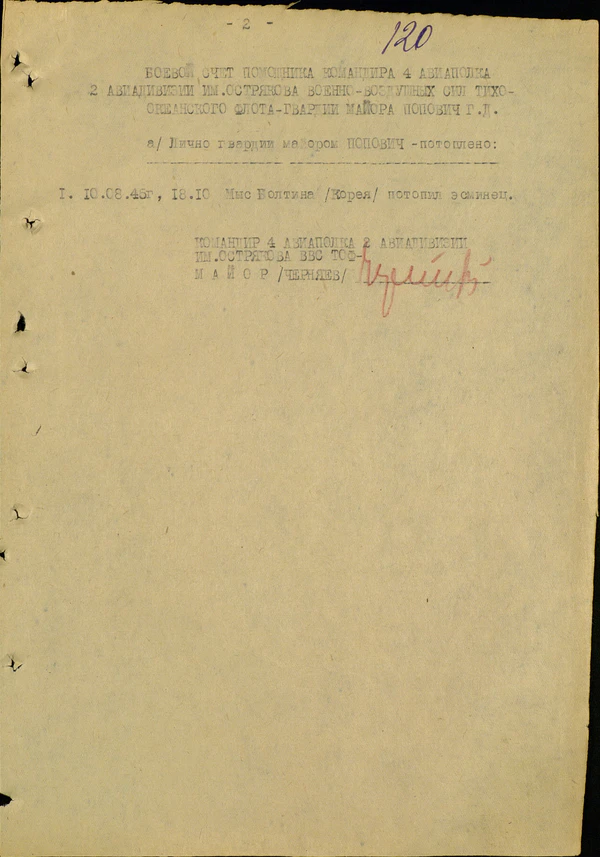 - 2 -
120
БОЕВОЙ СЧЕТ ПОМОЩНИКА КОМАНДИРА 4 АВИАПОЛКА
2 АВИАДИВИЗИИ ИМ.ОСТРЯКОВА ВОЕННО-ВОЗДУШНЫХ СИЛ ТИХО-
ОКЕАНСКОГО ФЛОТА-ГВАРДИИ МАЙОРА ПОПОВИЧ Г.Д.
а/ Лично гвардии майором ПОПОВИЧ -потоплено:
I. 10.08.45г, 18.10 Мыс Болтина /Корея/ потопил эсминец.
КОМАНДИР 4 АВИАПОЛКА 2 АВИАДИВИЗИИ
ИМ.ОСТРЯКОВА ВВС ТОФ-
М А Й О Р /ЧЕРНЯЕВ/